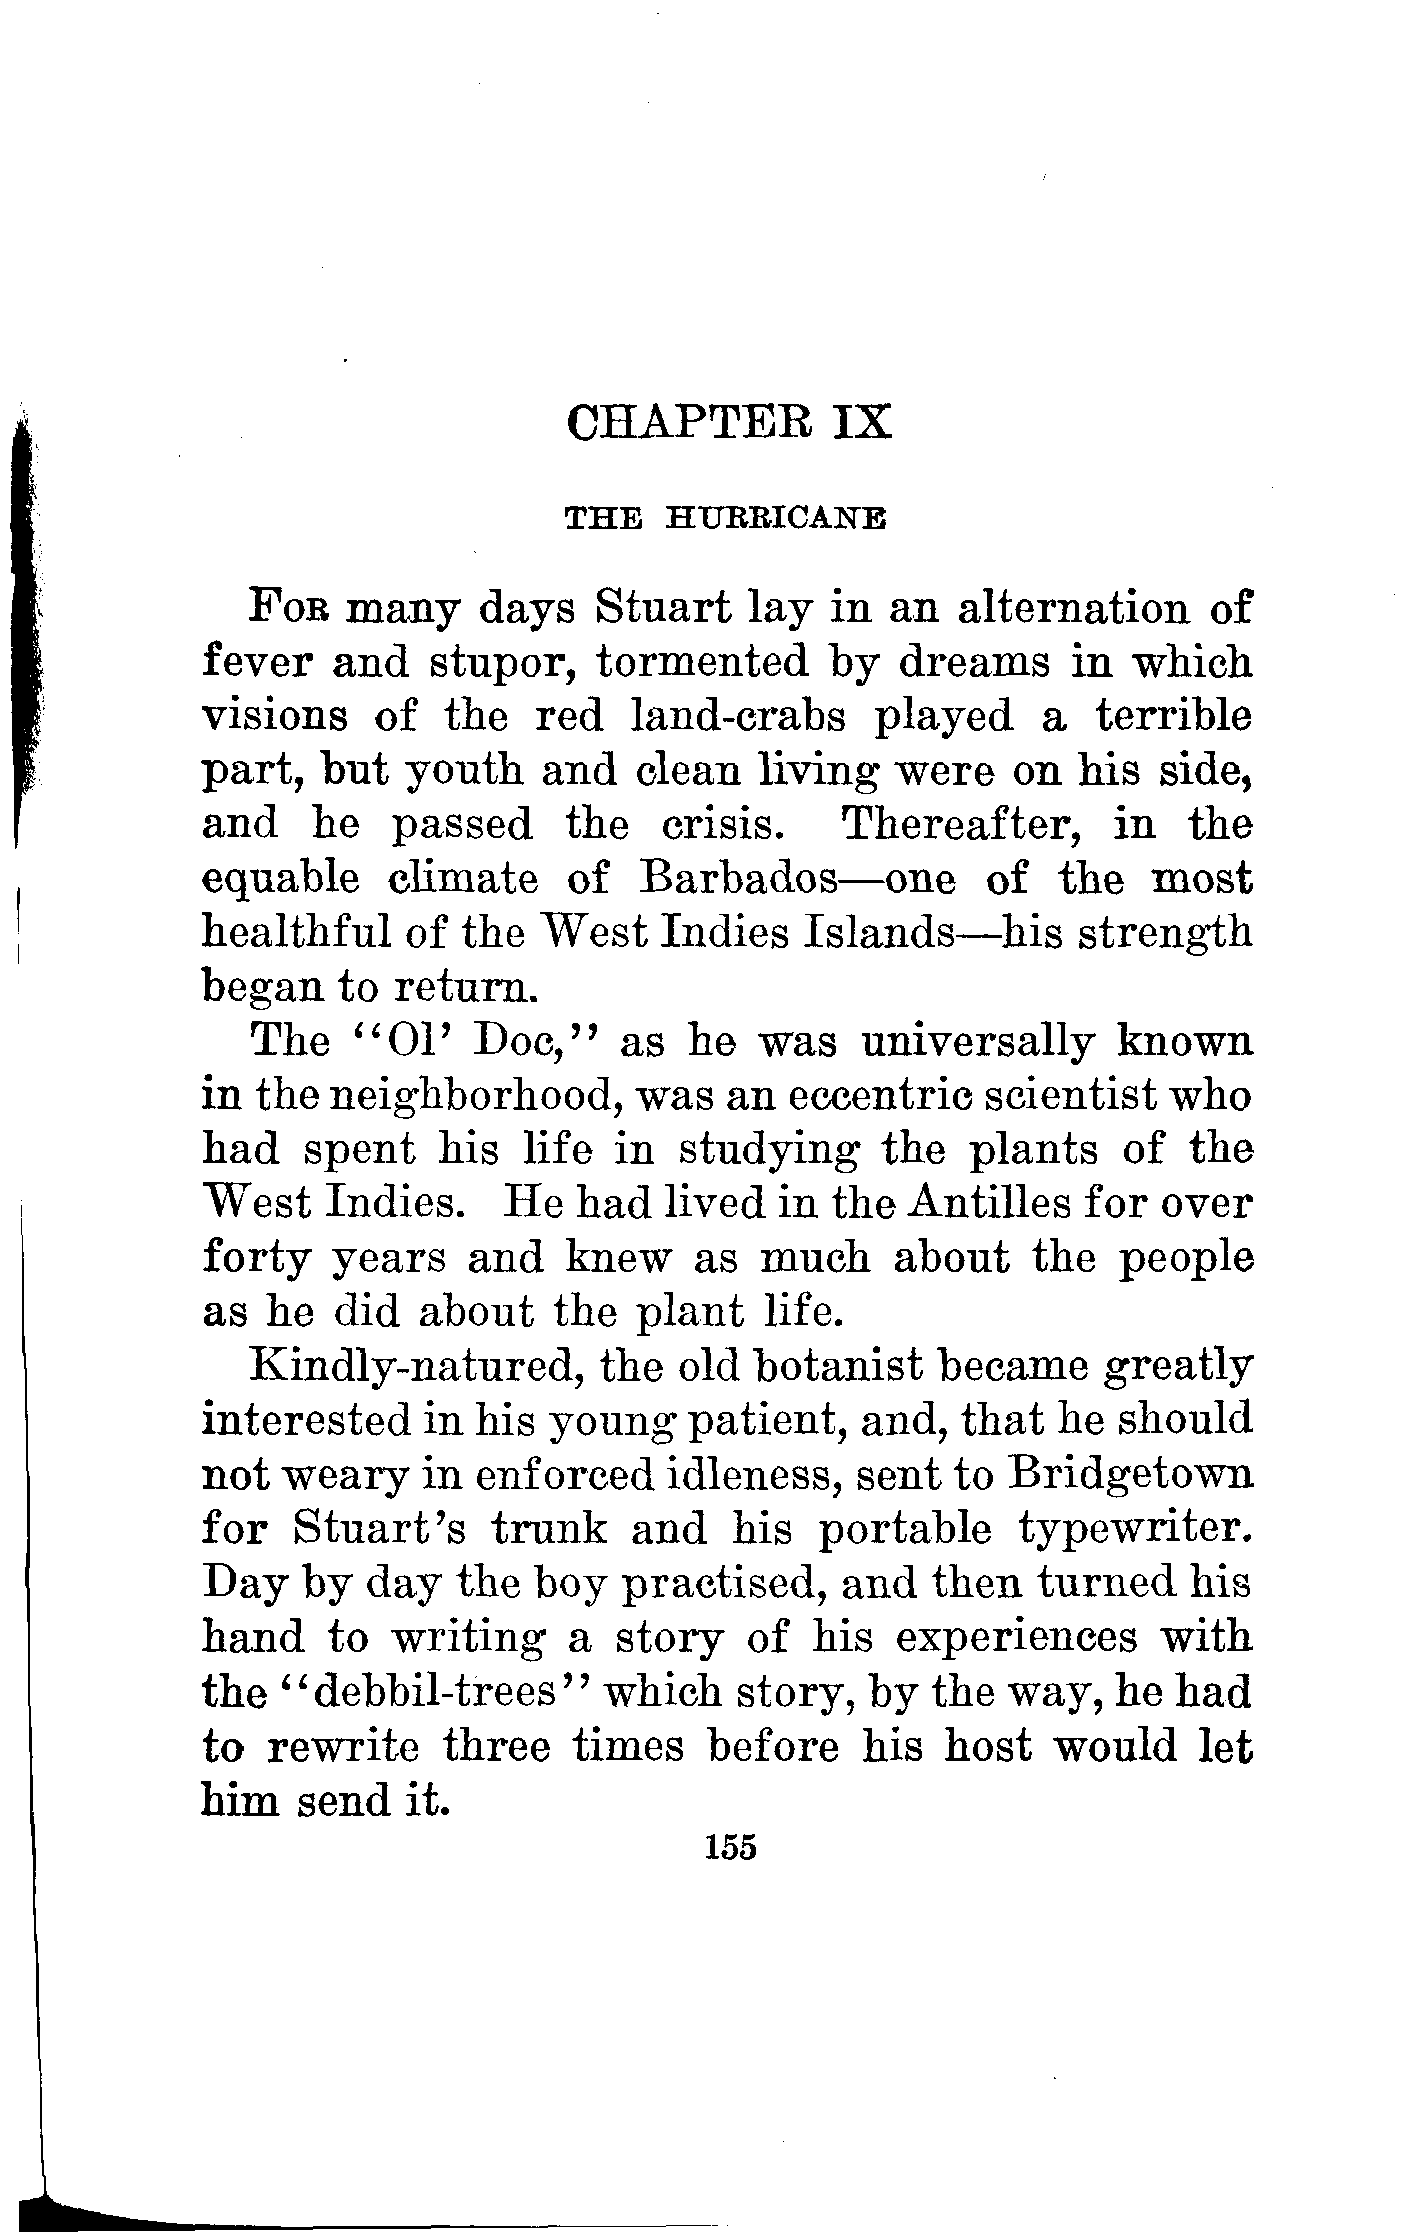 CHAPTER IX
THE HURRICANE
FOR many days Stuart lay in an alternation of
fever and stupor, tormented by dreams in which
visions of the red land-crabs played a terrible
part, but youth and clean living were on his side,
and he passed the crisis. Thereafter, in the
equable climate of Barbados—one of the most
healthful of the West Indies Islands—his strength
began to return.
The "Ol' Doc," as he was universally known
in the neighborhood, was an eccentric scientist who
had spent his life in studying the plants of the
West Indies. He had lived in the Antilles for over
forty years and knew as much about the people
as he did about the plant life.
Kindly-natured, the old botanist became greatly
interested in his young patient, and, that he should
not weary in enforced idleness, sent to Bridgetown
for Stuart's trunk and his portable typewriter.
Day by day the boy practised, and then turned his
hand to writing a story of his experiences with
the "debbil-trees" which story, by the way, he had
to rewrite three times before his host would let
him send it.
155